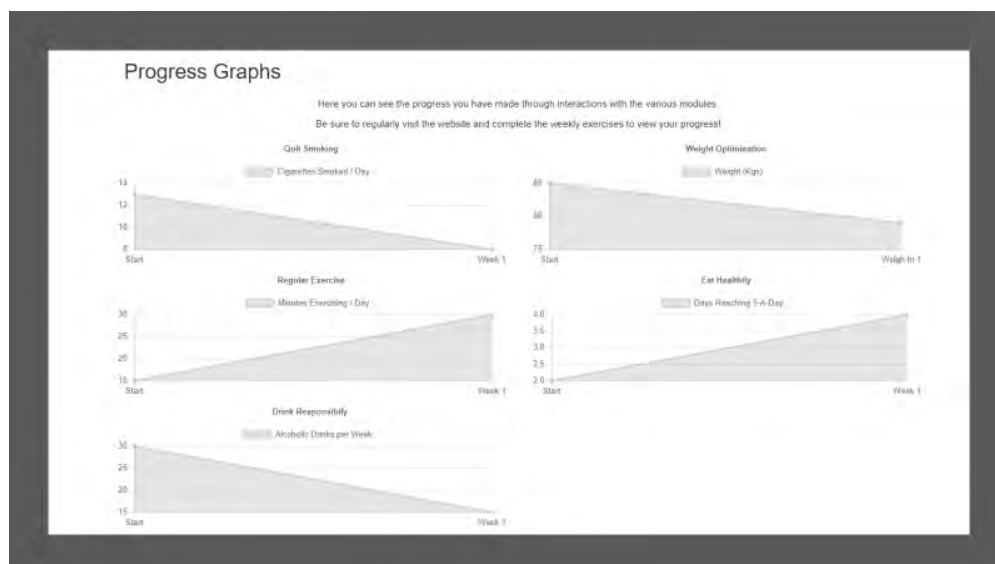 Progress Graphs
Here you can see the progress you have made through interactions with the various modules.
Be sure to regularly visit the website and complete the weekly exercises to view your progress!
Quit Smoking
Cigarettes Smoked / Day
14
12
10
8
Start
Week 1
Weight Optimisation
Weight (Kgs)
85
80
75
Start
Weigh-In 1
Regular Exercise
Minutes Exercising / Day
30
25
20
15
Start
Week 1
Eat Healthily
Days Reaching 5-A-Day
4.0
3.5
3.0
2.5
2.0
Start
Week 1
Drink Responsibly
Alcoholic Drinks per Week
30
25
20
15
Start
Week 1